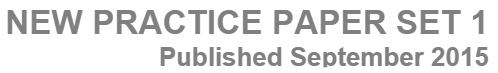 NEW PRACTICE PAPER SET 1
Published September 2015